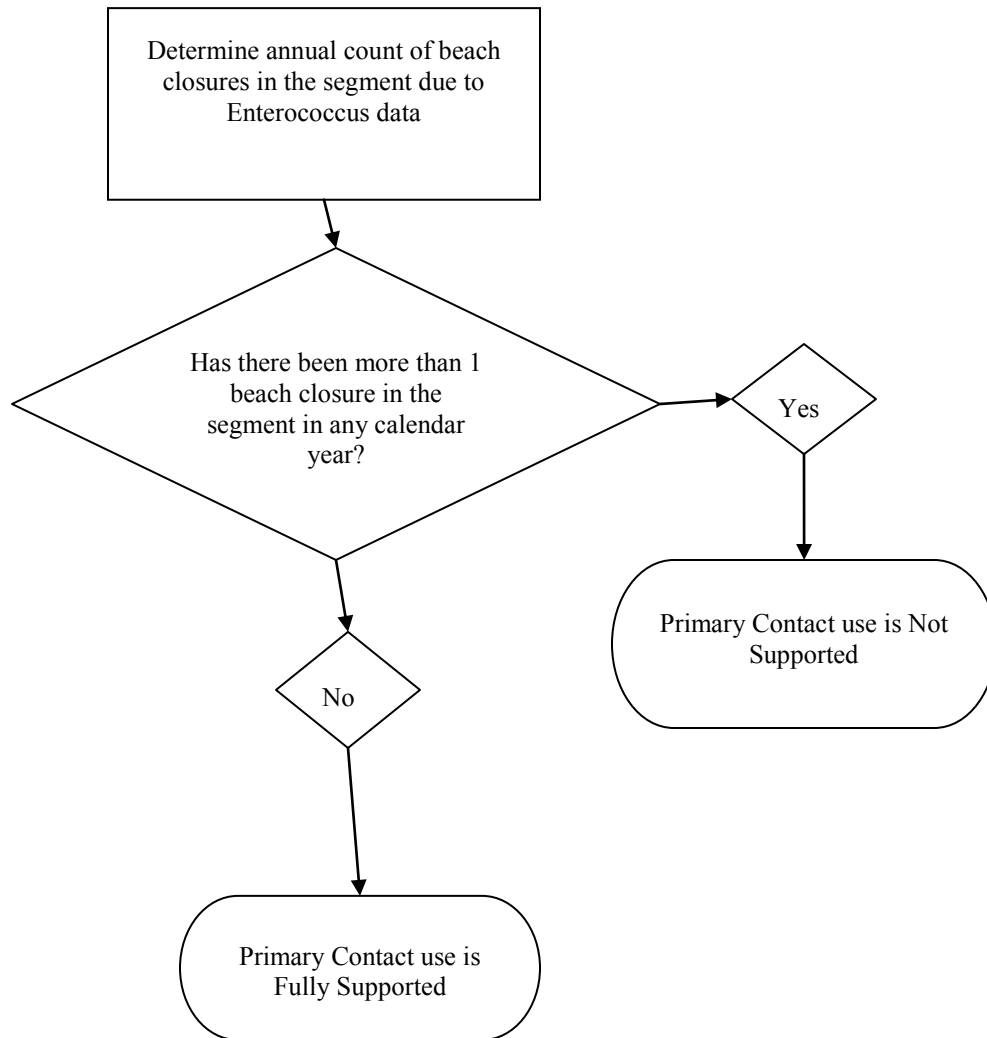 Determine annual count of beach
closures in the segment due to
Enterococcus data
Has there been more than 1
beach closure in the
segment in any calendar
year?
Yes
Primary Contact use is Not
Supported
No
Primary Contact use is
Fully Supported